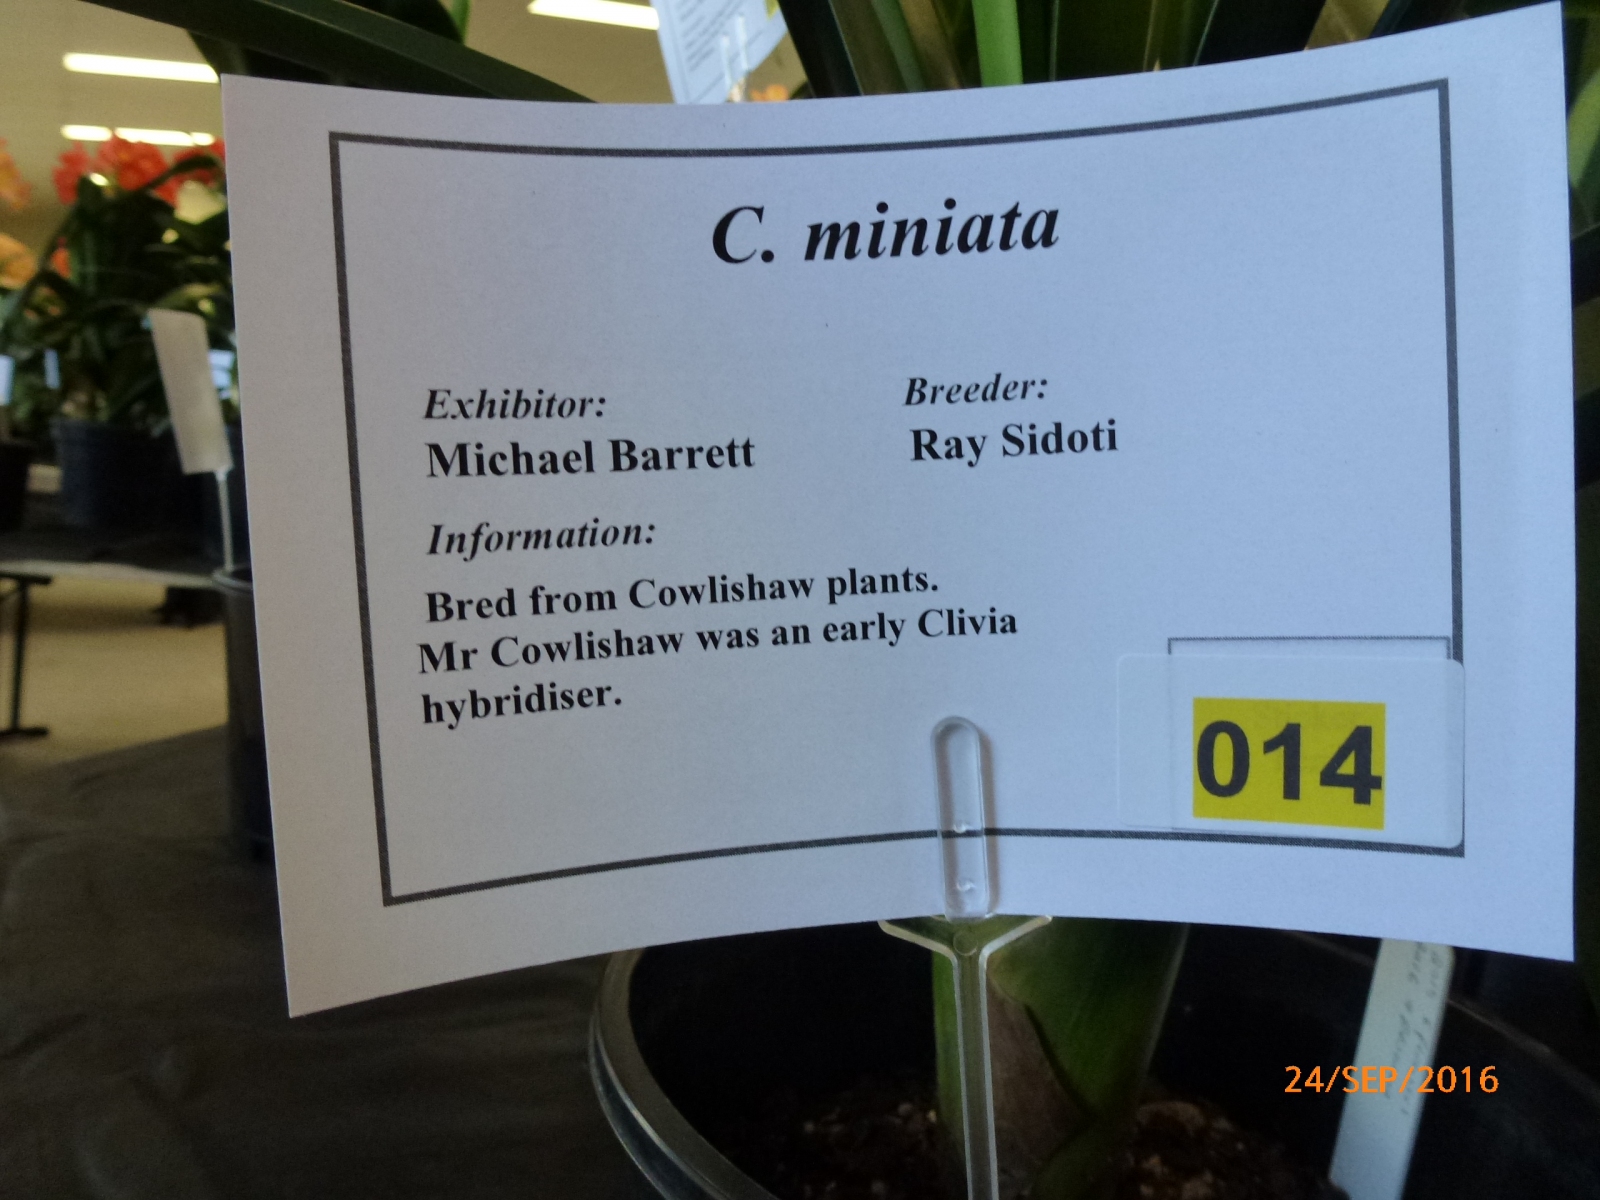 C. miniata
Exhibitor:
Michael Barrett
Breeder:
Ray Sidoti
Information:
Bred from Cowlishaw plants.
Mr Cowlishaw was an early Clivia
hybridiser.
014
24/SEP/2016